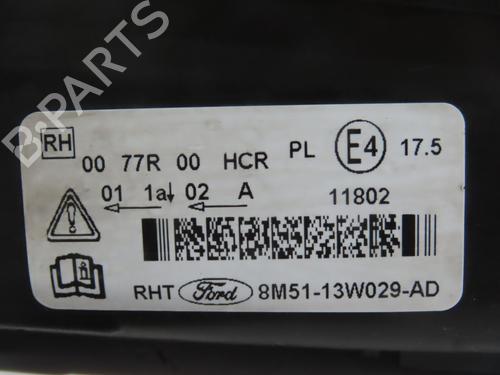 B-PARTS
RH
00 77R 00 HCR PL E4 17.5
01 1a 02 A
11802
RHT Ford 8M51-13W029-AD